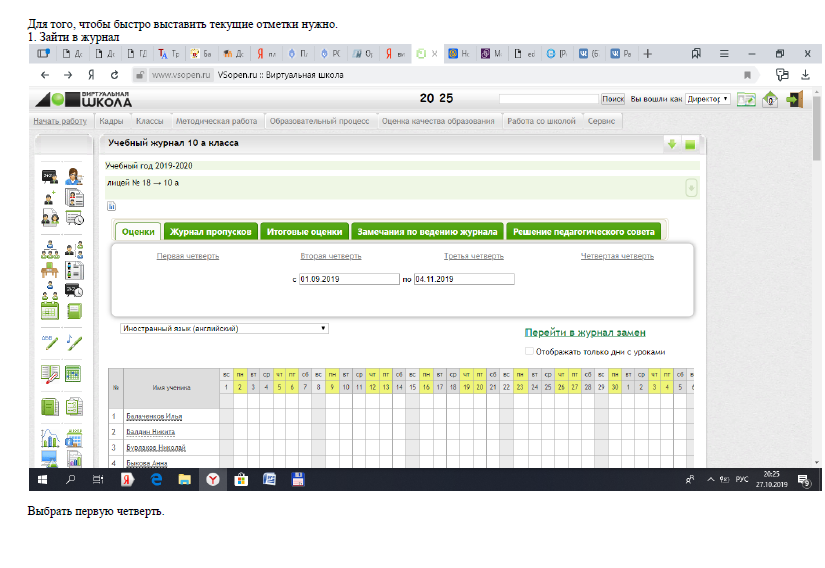 Для того, чтобы быстро выставить текущие отметки нужно.
1. Зайти в журнал
www.vsopen.ru VSopen.ru :: Виртуальная школа
ВИРТУАЛЬНАЯ
ШКОЛА
20 25
Поиск Вы вошли как Директор
Начать работу Кадры Классы Методическая работа Образовательный процесс Оценка качества образования Работа со школой Сервис
Учебный журнал 10 а класса
Учебный год 2019-2020
лицей № 18 → 10 а
Оценки Журнал пропусков Итоговые оценки Замечания по ведению журнала Решение педагогического совета
Первая четверть Вторая четверть Третья четверть Четвертая четверть
с 01.09.2019 по 04.11.2019
Иностранный язык (английский)
Перейти в журнал замен
Отображать только дни с уроками
вс пн вт ср чт пт сб вс пн вт ср чт пт сб вс пн вт ср чт пт сб вс пн вт ср чт пт сб вс пн вт ср чт пт сб в
№ Имя ученика 1 2 3 4 5 6 7 8 9 10 11 12 13 14 15 16 17 18 19 20 21 22 23 24 25 26 27 28 29 30 1 2 3 4 5 6
1 Балаченков Илья
2 Балдин Никита
3 Бурлаков Николай
4 Быкова Анна
РУС
20:25
27.10.2019
Выбрать первую четверть.